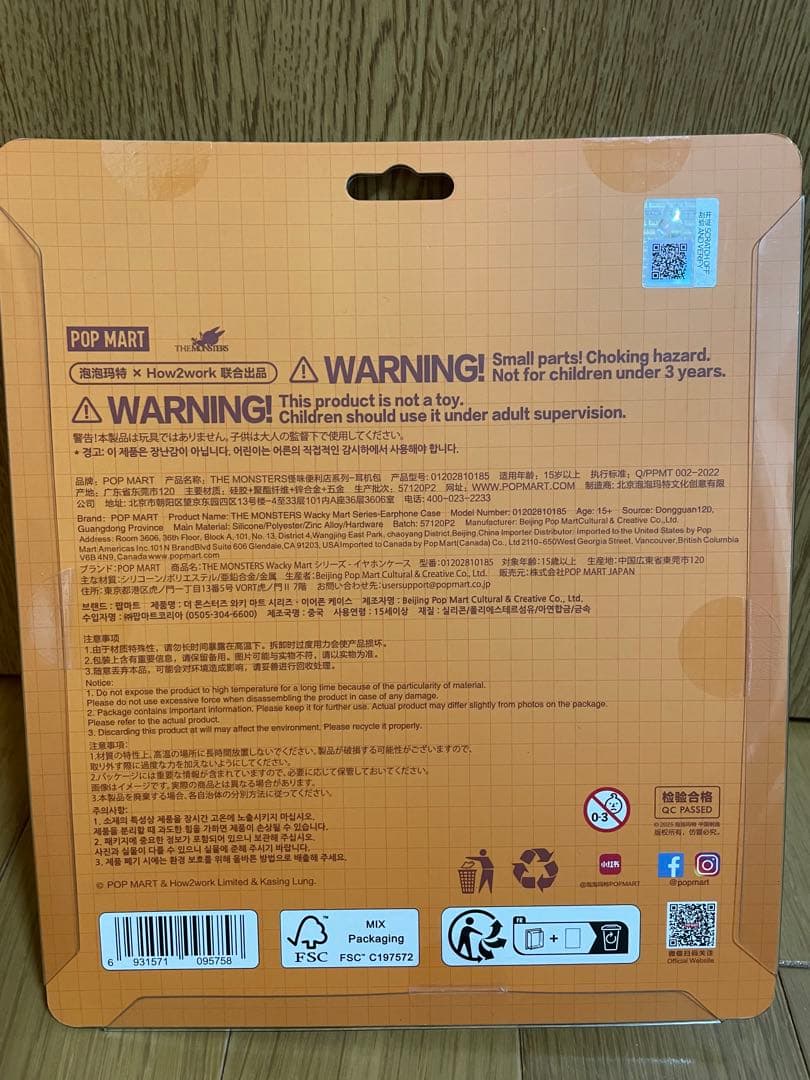 开涂 SCRATCH OFF
刮层 AND VERIFY
POP MART
THE MONSTERS
泡泡玛特 × How2work 联合出品
WARNING! Small parts! Choking hazard.
Not for children under 3 years.
WARNING! This product is not a toy.
Children should use it under adult supervision.
警告!本製品は玩具ではありません。子供は大人の監督下で使用してください。
* 경고: 이 제품은 장난감이 아닙니다. 어린이는 어른의 직접적인 감시하에서 사용해야 합니다.
品牌: POP MART 产品名称: THE MONSTERS怪味便利店系列-耳机包 产品型号: 01202810185 适用年龄: 15岁以上 执行标准: Q/PPMT 002-2022
产地: 广东省东莞市120 主要材质: 硅胶+聚酯纤维+锌合金+五金 生产批次: 57120P2 网址: WWW.POPMART.COM 制造商: 北京泡泡玛特文化创意有限
公司 地址: 北京市朝阳区望京东园四区13号楼-4至33层101内A座36层3606室 电话: 400-023-2233
Brand: POP MART Product Name: THE MONSTERS Wacky Mart Series-Earphone Case Model Number: 01202810185 Age: 15+ Source: Dongguan120,
Guangdong Province Main Material: Silicone/Polyester/Zinc Alloy/Hardware Batch: 57120P2 Manufacturer: Beijing Pop MartCultural & Creative Co.,Ltd.
Address: Room 3606, 36th Floor, Block A, 101, No. 13, District 4,Wangjing East Park, chaoyang District,Beijing,China Importer Distributor: Imported to the United States by Pop
Mart Americas Inc.101 N BrandBlvd Suite 606 Glendale,CA 91203, USAImported to Canada by Pop Mart(Canada) Co., Ltd 2110-650West Georgia Street, Vancouver,British Columbia
V6B 4N9, Canadawww.popmart.com
ブランド:POP MART 商品名:THE MONSTERS Wacky Mart シリーズ - イヤホンケース 型番:01202810185 対象年齢:15歳以上 生産地:中国広東省東莞市120
主な材質:シリコーン/ポリエステル/亜鉛合金/金属 生産者:Beijing Pop Mart Cultural & Creative Co., Ltd. 販売元:株式会社POP MART JAPAN
住所:東京都港区虎ノ門一丁目13番5号 VORT虎ノ門Ⅱ 7階 お問い合わせ先:usersupport@popmart.co.jp
브랜드 : 팝마트 제품명 : 더 몬스터즈 와키 마트 시리즈 - 이어폰 케이스 제조자명 : Beijing Pop Mart Cultural & Creative Co., Ltd.
수입자명 : ㈜팝마트코리아 (0505-304-6600) 제조국명 : 중국 사용연령 : 15세이상 재질 : 실리콘/폴리에스테르섬유/아연합금/금속
注意事项
1.由于材质特殊性，请勿长时间暴露在高温下。拆卸时过度用力会使产品损坏。
2.包装上含有重要信息，请保留备用。图片可能与实物不符，请以实物为准。
3.随意丢弃本品，可能会对环境造成影响，请妥善进行回收处理。
Notice:
1. Do not expose the product to high temperature for a long time because of the particularity of material.
Please do not use excessive force when disassembling the product in case of any damage.
2. Package contains important information. Please keep it for further use. Actual product may differ slightly from photos on the package.
Please refer to the actual product.
3. Discarding this product at will may affect the environment. Please recycle it properly.
注意事項:
1.材質の特性上、高温の場所に長時間放置しないでください。製品が破損する可能性がございますので、
取り外す際に過度な力を加えないようにしてください。
2.パッケージには重要な情報が含まれていますので、必要に応じて保管しておいてください。
画像はイメージです。実際の商品とは異なる場合があります。
3.本製品を廃棄する場合、各自治体の分別方法に従ってください。
주의사항:
1. 소재의 특성상 제품을 장시간 고온에 노출시키지 마십시오.
제품을 분리할 때 과도한 힘을 가하면 제품이 손상될 수 있습니다.
2. 패키지에 중요한 정보가 포함되어 있으니 보관해 주십시오.
사진과 실물이 다를 수 있으니 실물에 준해 주시기 바랍니다.
3. 제품 폐기 시에는 환경 보호를 위해 올바른 방법으로 배출해 주세요.
© POP MART & How2work Limited & Kasing Lung.
0-3
检验合格
QC PASSED
© 2025 泡泡玛特 中国制造
版权所有，仿冒必究。
小红书
@泡泡玛特POPMART
@popmart
6 931571 095758
FSC
MIX
Packaging
FSC™ C197572
FR
+
微信扫码关注
Official Website